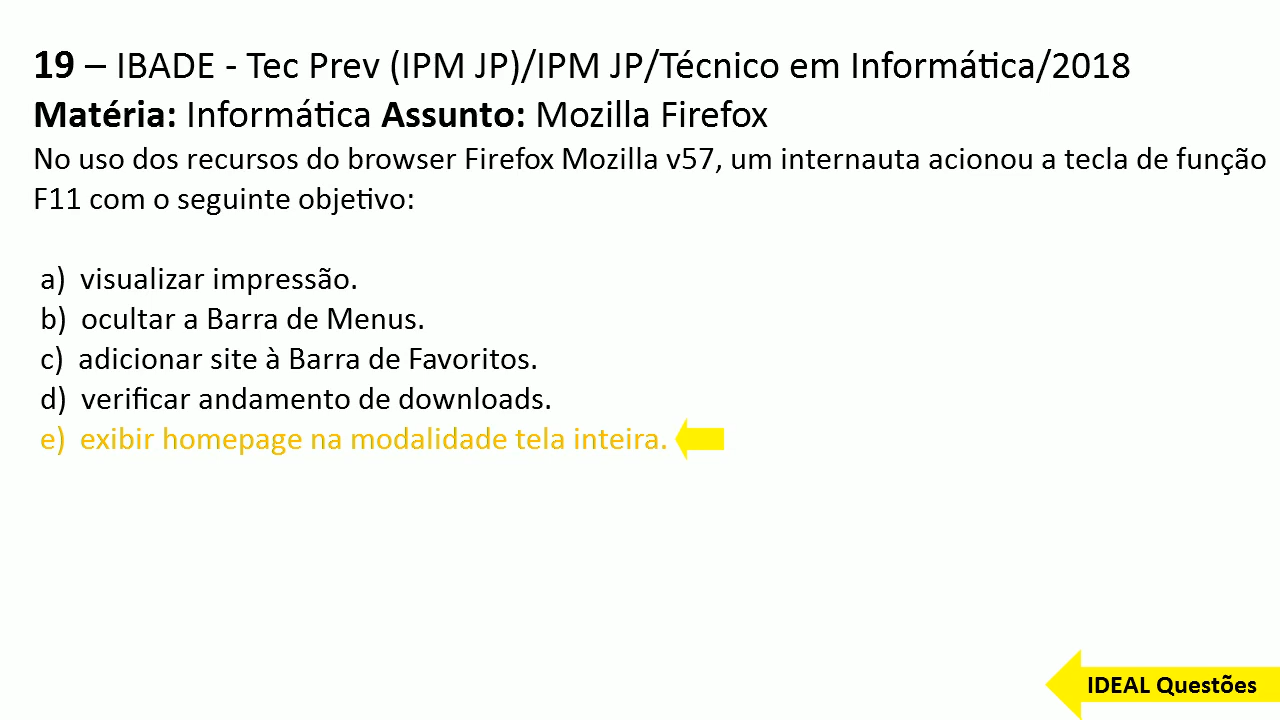 19 – IBADE - Tec Prev (IPM JP)/IPM JP/Técnico em Informática/2018
Matéria: Informática Assunto: Mozilla Firefox
No uso dos recursos do browser Firefox Mozilla v57, um internauta acionou a tecla de função
F11 com o seguinte objetivo:
a) visualizar impressão.
b) ocultar a Barra de Menus.
c) adicionar site à Barra de Favoritos.
d) verificar andamento de downloads.
e) exibir homepage na modalidade tela inteira.
IDEAL Questões